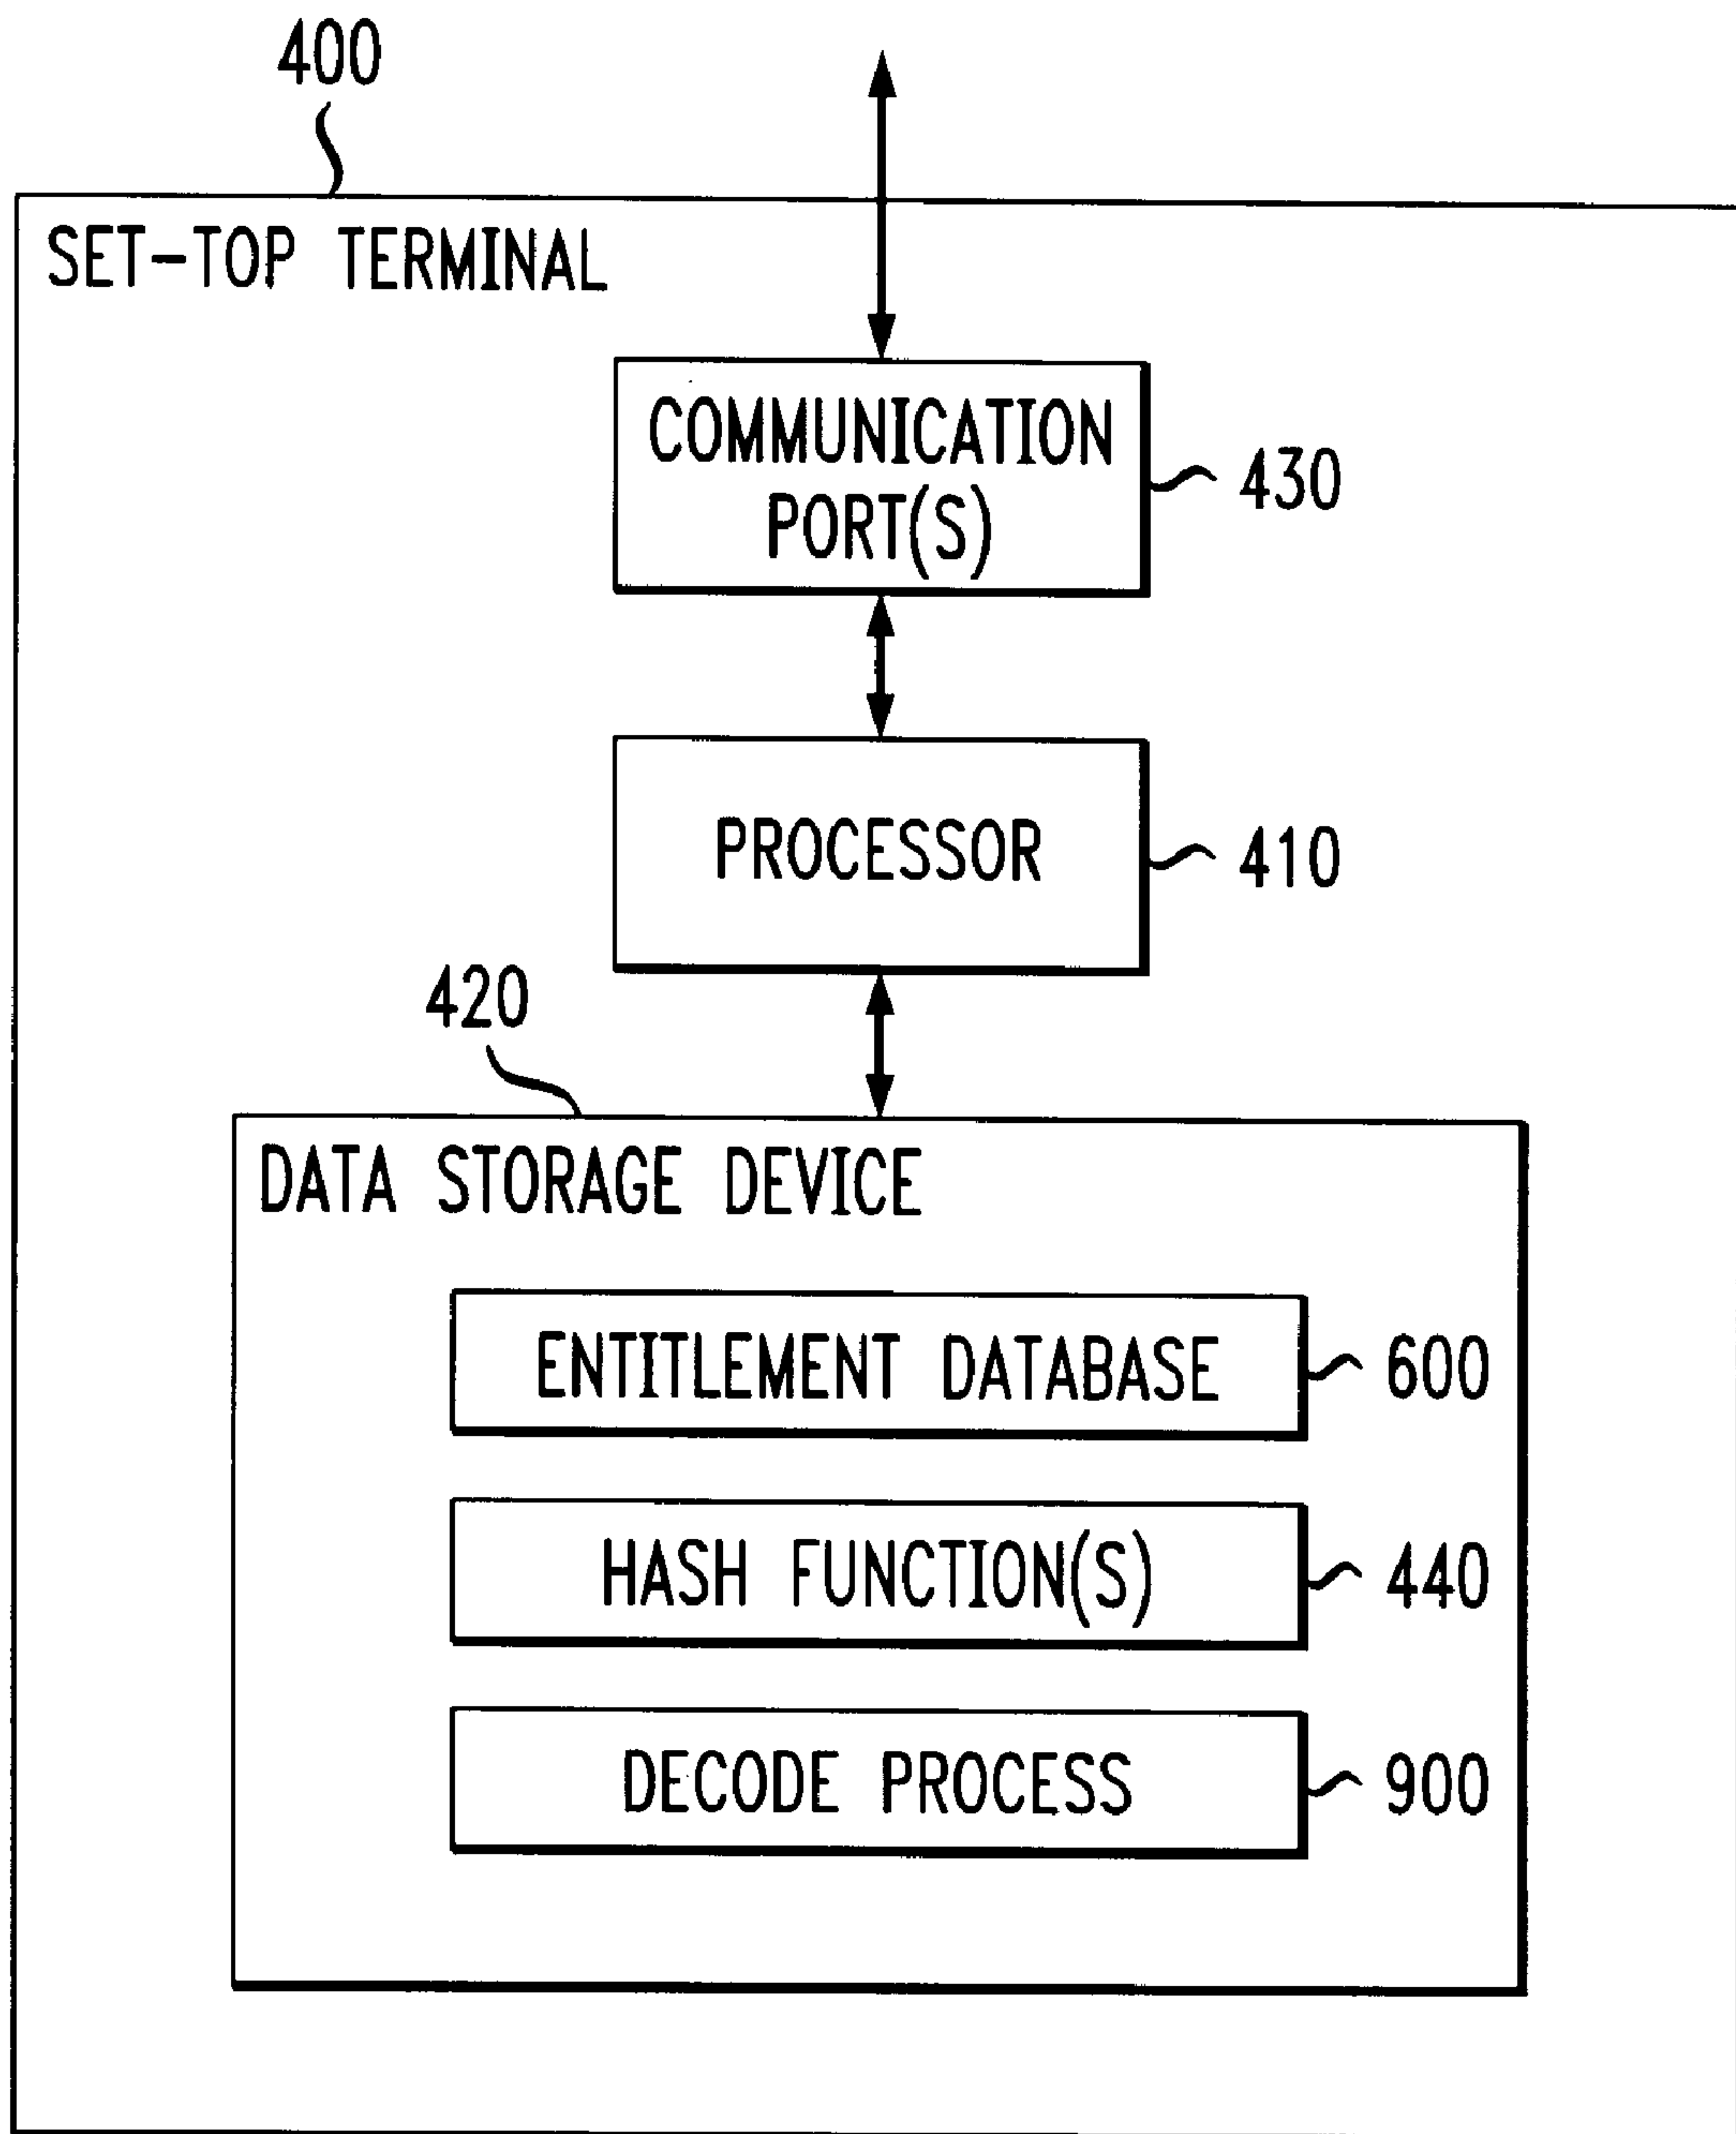 400
SET-TOP TERMINAL
COMMUNICATION
PORT(S)
430
PROCESSOR
410
420
DATA STORAGE DEVICE
ENTITLEMENT DATABASE
600
HASH FUNCTION(S)
440
DECODE PROCESS
900